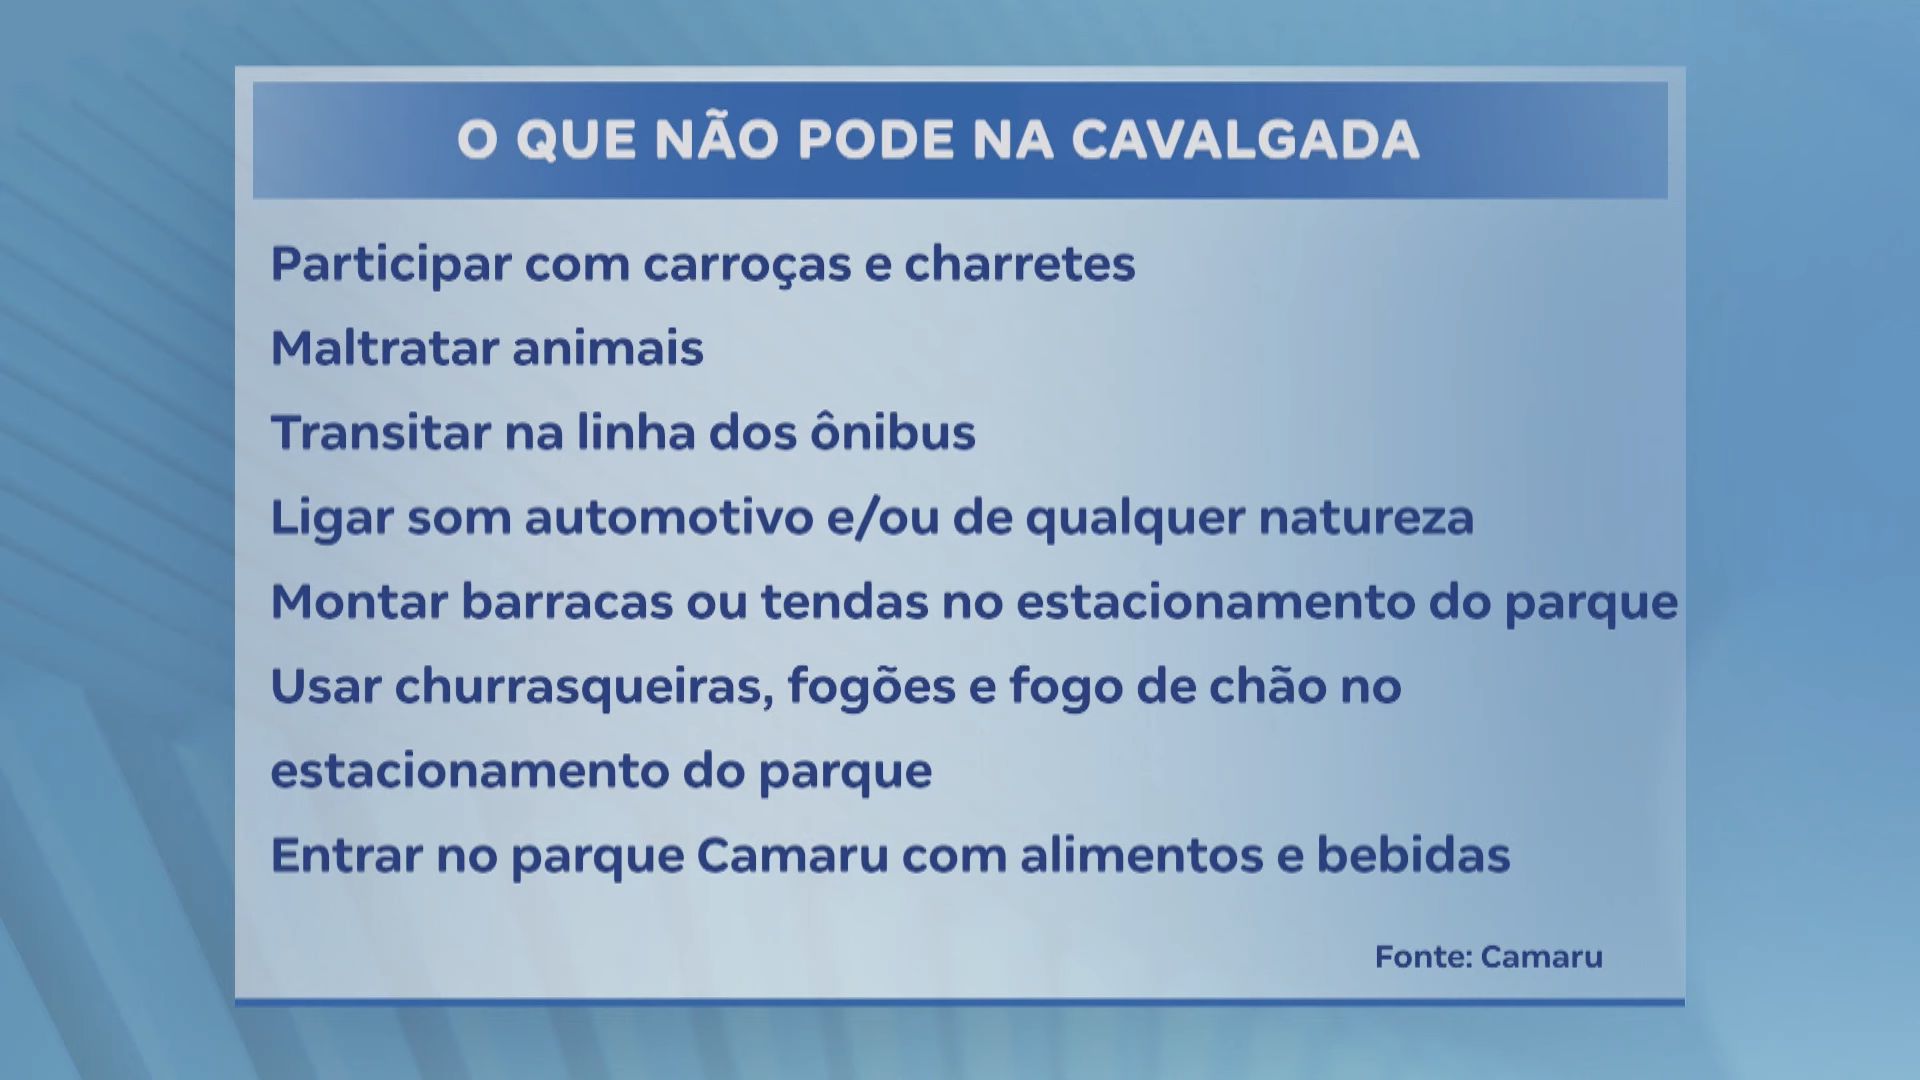 O QUE NÃO PODE NA CAVALGADA
Participar com carroças e charretes
Maltratar animais
Transitar na linha dos ônibus
Ligar som automotivo e/ou de qualquer natureza
Montar barracas ou tendas no estacionamento do parque
Usar churrasqueiras, fogões e fogo de chão no
estacionamento do parque
Entrar no parque Camaru com alimentos e bebidas
Fonte: Camaru